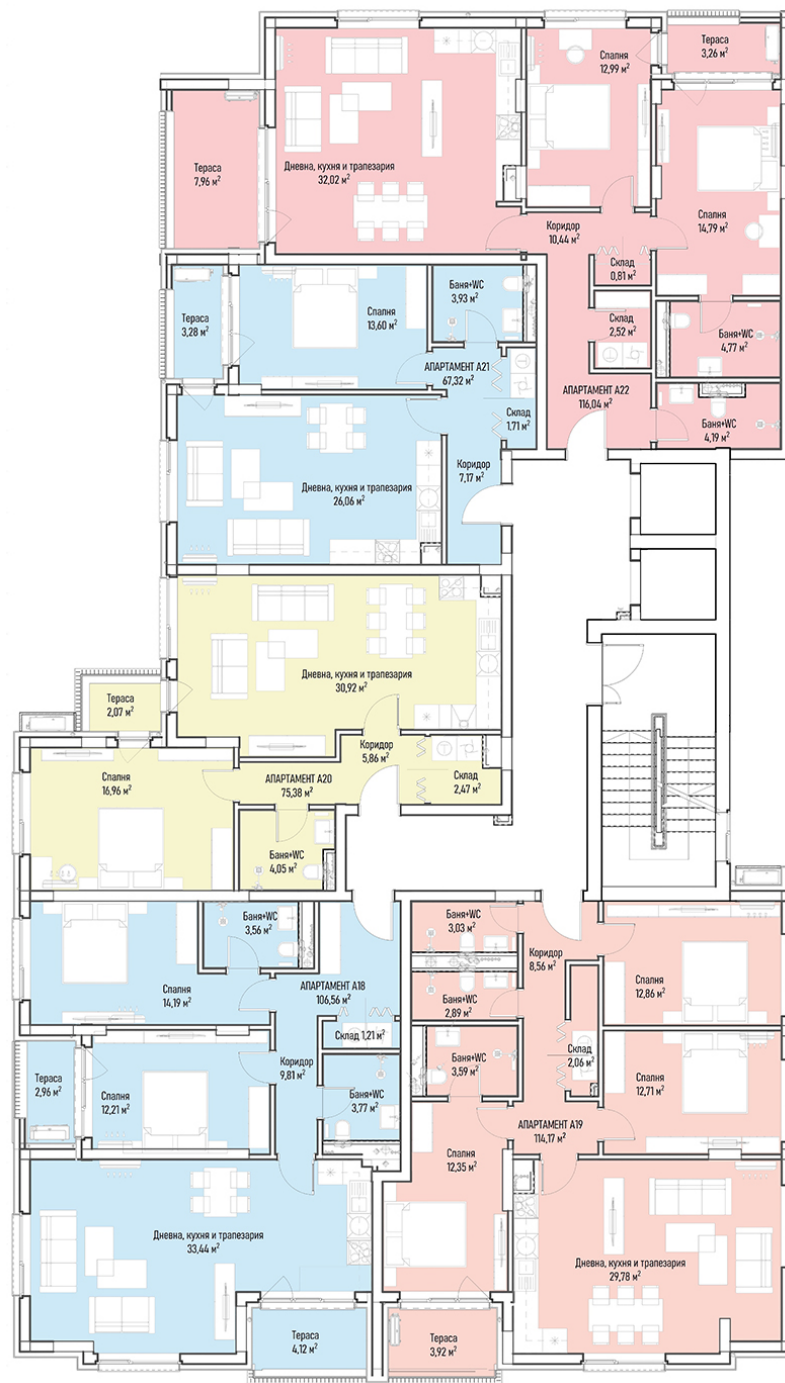 Тераса
3,26 м²
Спалня
12,99 м²
Дневна, кухня и трапезария
32,02 м²
Тераса
7,96 м²
Спалня
14,79 м²
Коридор
10,44 м²
Склад
0,81 м²
Баня+WC
3,93 м²
Спалня
13,60 м²
Тераса
3,28 м²
Склад
2,52 м²
Баня+WC
4,77 м²
АПАРТАМЕНТ А21
67,32 м²
АПАРТАМЕНТ А22
116,04 м²
Склад
1,71 м²
Баня+WC
4,19 м²
Коридор
7,17 м²
Дневна, кухня и трапезария
26,06 м²
Дневна, кухня и трапезария
30,92 м²
Тераса
2,07 м²
Коридор
5,86 м²
Спалня
16,96 м²
АПАРТАМЕНТ А20
75,38 м²
Склад
2,47 м²
Баня+WC
4,05 м²
Баня+WC
3,56 м²
Баня+WC
3,03 м²
Коридор
8,56 м²
Спалня
14,19 м²
АПАРТАМЕНТ А18
106,56 м²
Спалня
12,86 м²
Баня+WC
2,89 м²
Склад 1,21 м²
Склад
2,06 м²
Баня+WC
3,59 м²
Коридор
9,81 м²
Тераса
2,96 м²
Спалня
12,21 м²
Баня+WC
3,77 м²
Спалня
12,71 м²
АПАРТАМЕНТ А19
114,17 м²
Спалня
12,35 м²
Дневна, кухня и трапезария
33,44 м²
Дневна, кухня и трапезария
29,78 м²
Тераса
4,12 м²
Тераса
3,92 м²